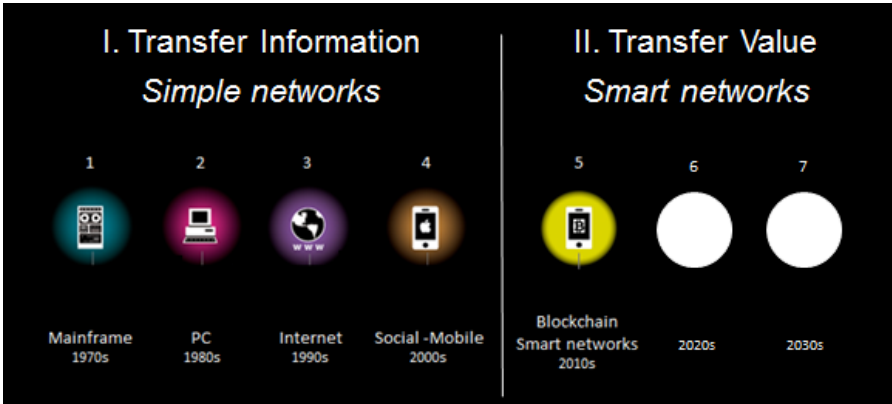 I. Transfer Information
Simple networks
II. Transfer Value
Smart networks
1
2
3
4
5
6
7
WWW
B
Mainframe
1970s
PC
1980s
Internet
1990s
Social -Mobile
2000s
Blockchain
Smart networks
2010s
2020s
2030s